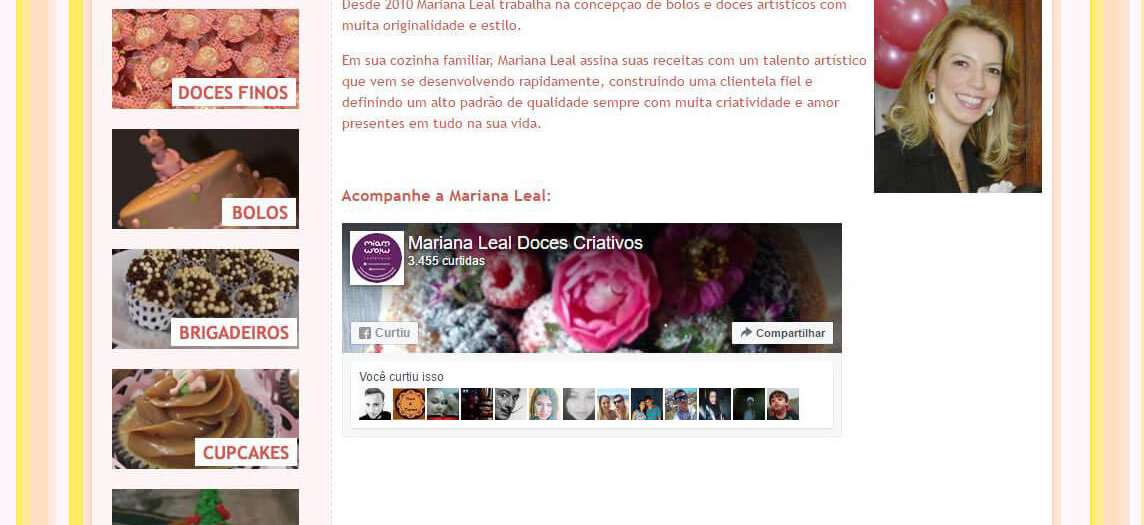 DOCES FINOS
BOLOS
BRIGADEIROS
CUPCAKES
Desde 2010 Mariana Leal trabalha na concepção de bolos e doces artísticos com
muita originalidade e estilo.
Em sua cozinha familiar, Mariana Leal assina suas receitas com um talento artístico
que vem se desenvolvendo rapidamente, construindo uma clientela fiel e
definindo um alto padrão de qualidade sempre com muita criatividade e amor
presentes em tudo na sua vida.
Acompanhe a Mariana Leal:
miam
Mariana Leal Doces Criativos
3.455 curtidas
Curtiu
Compartilhar
Você curtiu isso